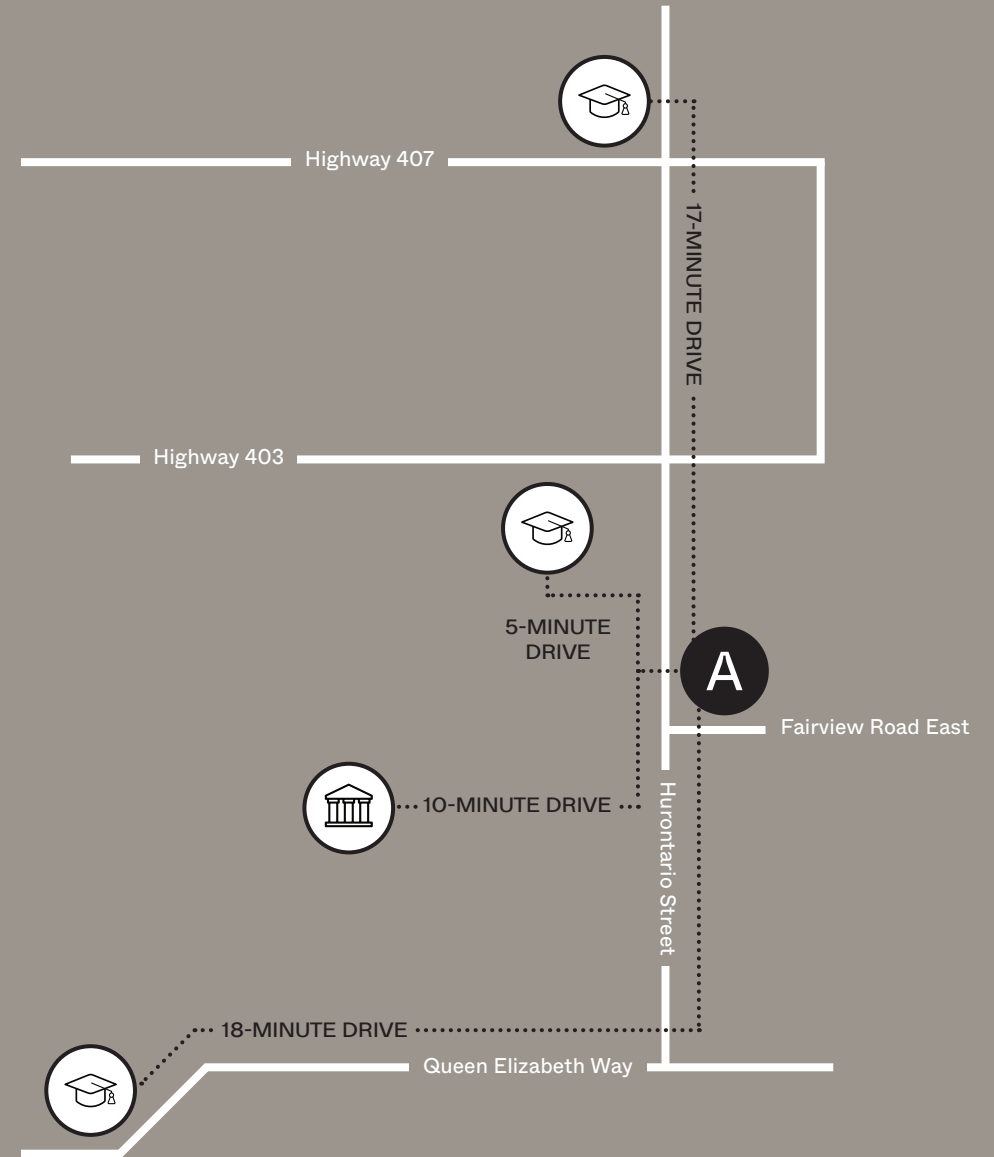 Highway 407
17-MINUTE DRIVE
Highway 403
5-MINUTE
DRIVE
A
Fairview Road East
10-MINUTE DRIVE
Hurontario Street
18-MINUTE DRIVE
Queen Elizabeth Way